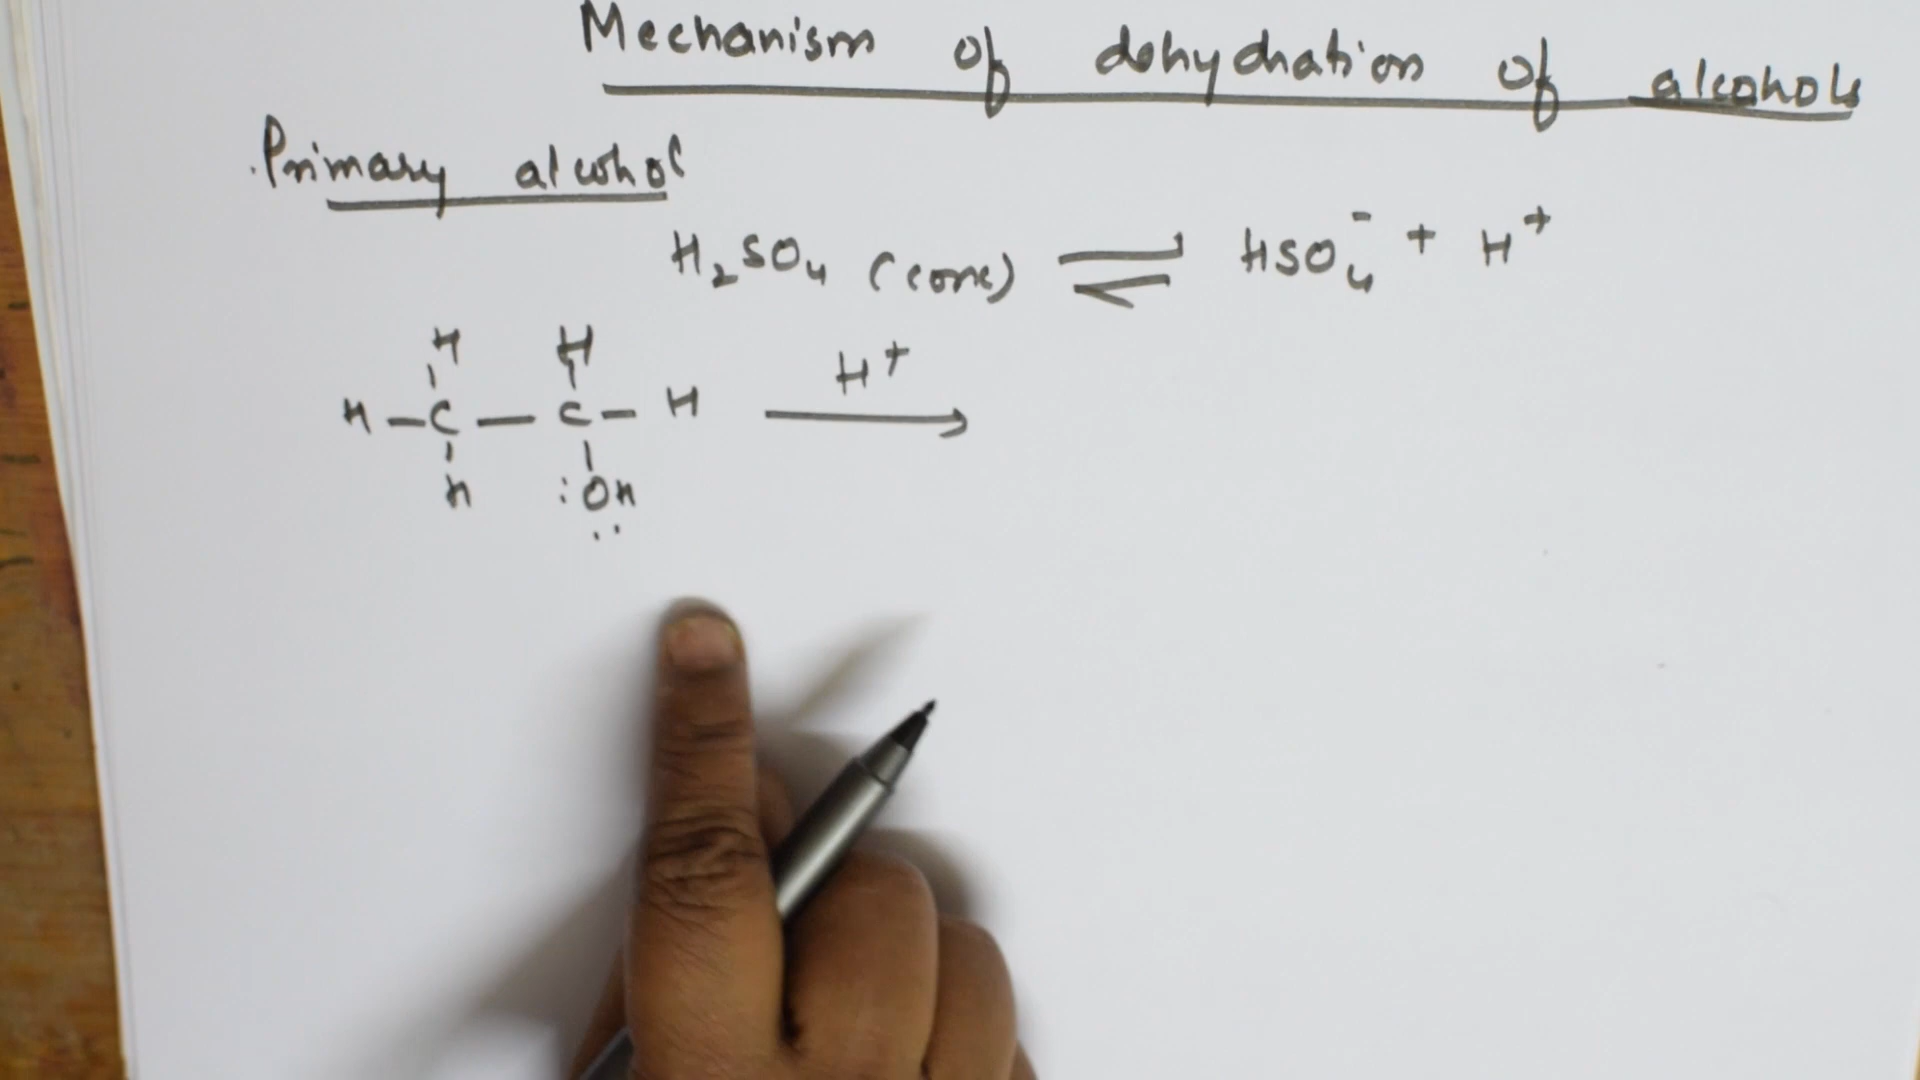 Mechanism of dehydration of alcohols
Primary alcohol
H₂SO₄ (conc) ⇌ HSO₄⁻ + H⁺
H H H⁺
H – C – C – H →
H :OH
..